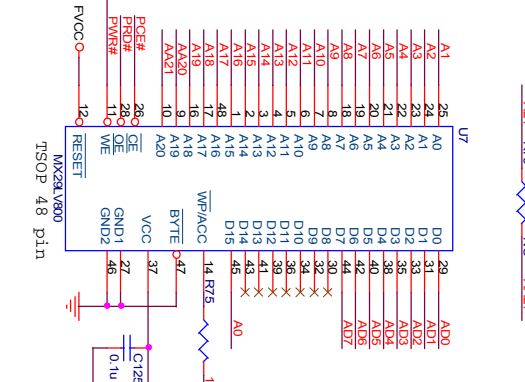 U7
A1 25 A0 D0 29 AD0
A2 24 A1 D1 31 AD1
A3 23 A2 D2 33 AD2
A4 22 A3 D3 35 AD3
A5 21 A4 D4 38 AD4
A6 20 A5 D5 40 AD5
A7 19 A6 D6 42 AD6
A8 18 A7 D7 44 AD7
A9 8 A8 D8 30
A10 7 A9 D9 32
A11 6 A10 D10 34
A12 5 A11 D11 36
A13 4 A12 D12 39
A14 3 A13 D13 41
A15 2 A14 D14 43
A16 1 A15 D15 45 A0
A17 48 A16
A18 17 A17 WP/ACC 14 R75
A19 16 A18
AA20 9 A19 BYTE 47
AA21 10 A20
VCC 37
PCE# 26 CE
PRD# 28 OE GND1 27
PWR# 11 WE GND2 46
C125
0.1u
FVCC 12 RESET
MX29LV800
TSOP 48 pin